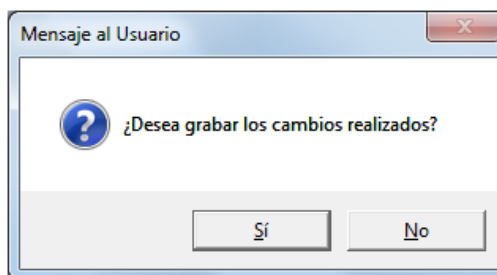 Mensaje al Usuario
¿Desea grabar los cambios realizados?
Sí
No